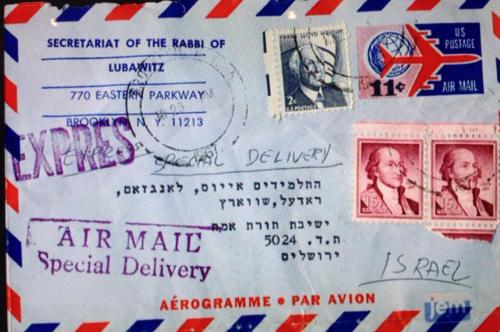 SECRETARIAT OF THE RABBI OF
LUBAWITZ
770 EASTERN PARKWAY
BROOKLYN N. Y. 11213
FRANK LLOYD WRIGHT
2c
U.S. POSTAGE
US
POSTAGE
11c
AIR MAIL
EXPRES
SPECIAL DELIVERY
15c
15c
התלמידים אייוס, לאנגזאם,
ראדעל, שווארץ
ישיבת תורת אמת
ת.ד. 5024
ירושלים
AIR MAIL
Special Delivery
ISRAEL
AÉROGRAMME • PAR AVION
jem